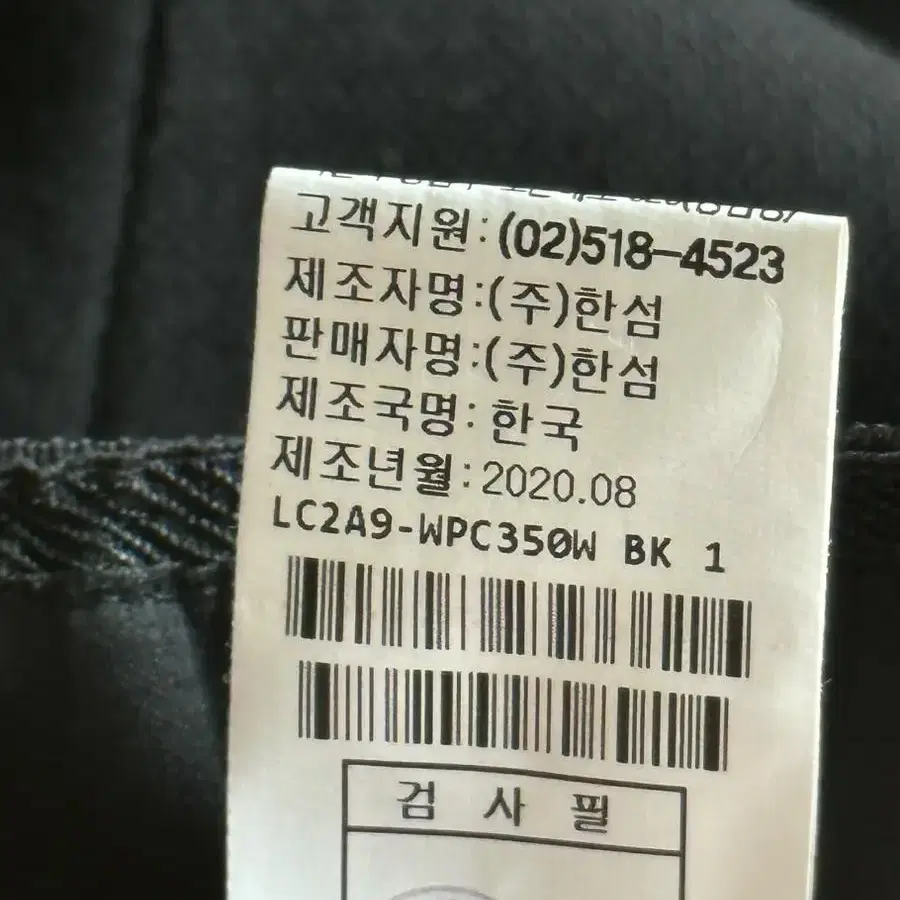 고객지원:(02)518-4523
제조자명:(주)한섬
판매자명:(주)한섬
제조국명: 한국
제조년월:2020.08
LC2A9-WPC350W BK 1
검 사 필